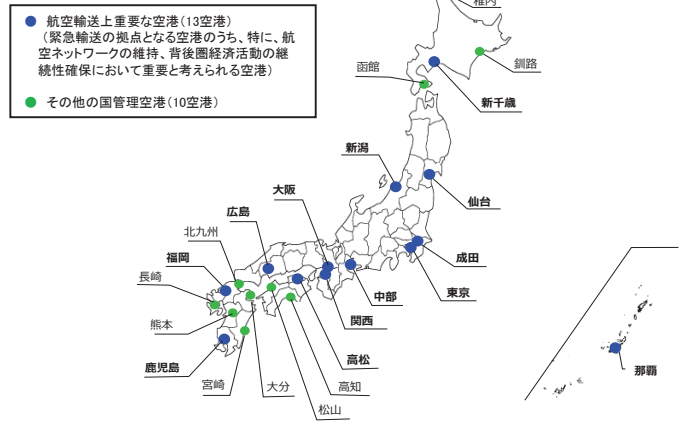 航空輸送上重要な空港(13空港)
(緊急輸送の拠点となる空港のうち、特に、航
空ネットワークの維持、背後圏経済活動の継
続性確保において重要と考えられる空港)
その他の国管理空港(10空港)
稚内
釧路
函館
新千歳
新潟
大阪
仙台
広島
北九州
福岡
成田
長崎
中部
東京
関西
熊本
高松
鹿児島
那覇
宮崎
大分
高知
松山